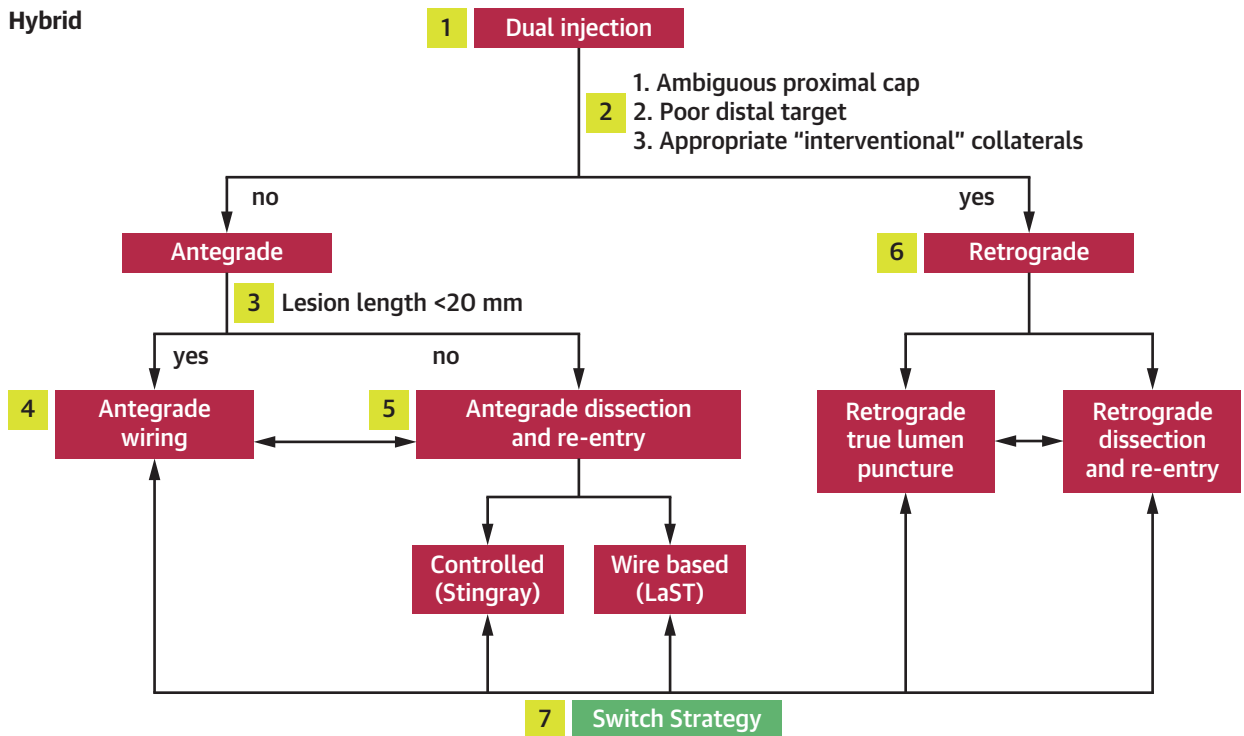 Hybrid
1 Dual injection
2
1. Ambiguous proximal cap
2. Poor distal target
3. Appropriate “interventional” collaterals
no
yes
Antegrade
6 Retrograde
3 Lesion length <20 mm
yes
no
4
Antegrade
wiring
5
Antegrade dissection
and re-entry
Retrograde
true lumen
puncture
Retrograde
dissection
and re-entry
Controlled
(Stingray)
Wire based
(LaST)
7 Switch Strategy